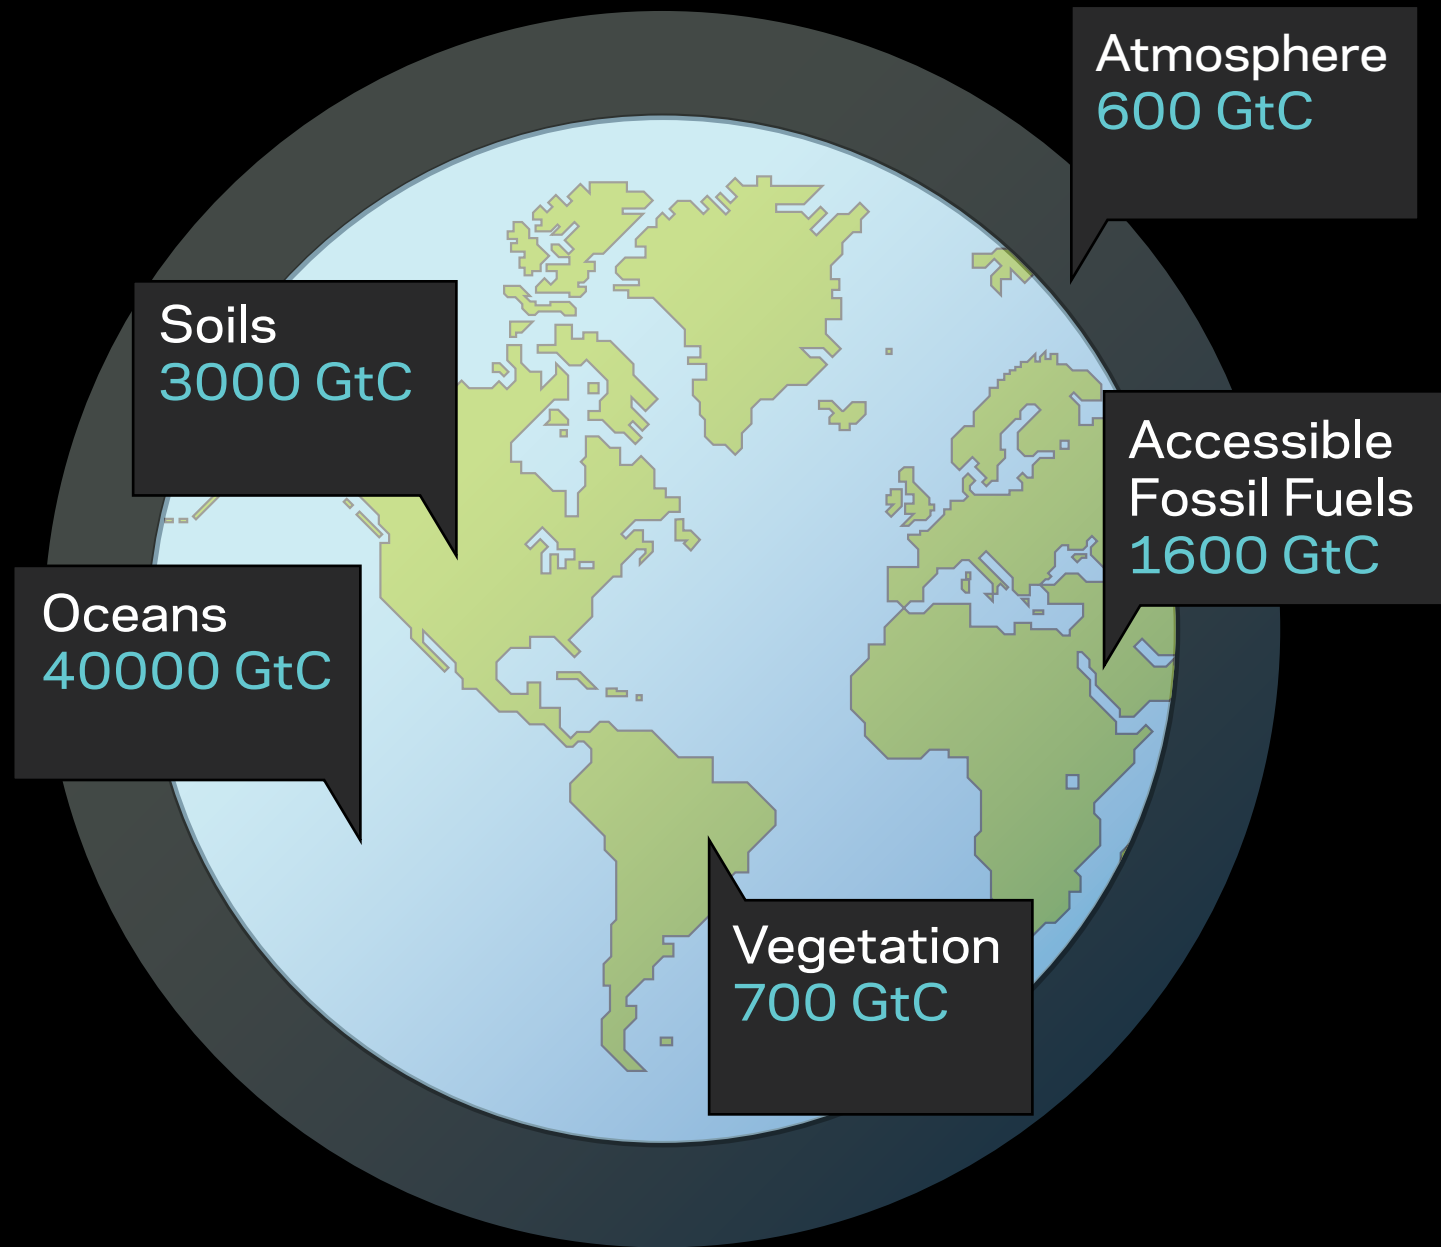 Atmosphere
600 GtC
Soils
3000 GtC
Accessible
Fossil Fuels
1600 GtC
Oceans
40000 GtC
Vegetation
700 GtC